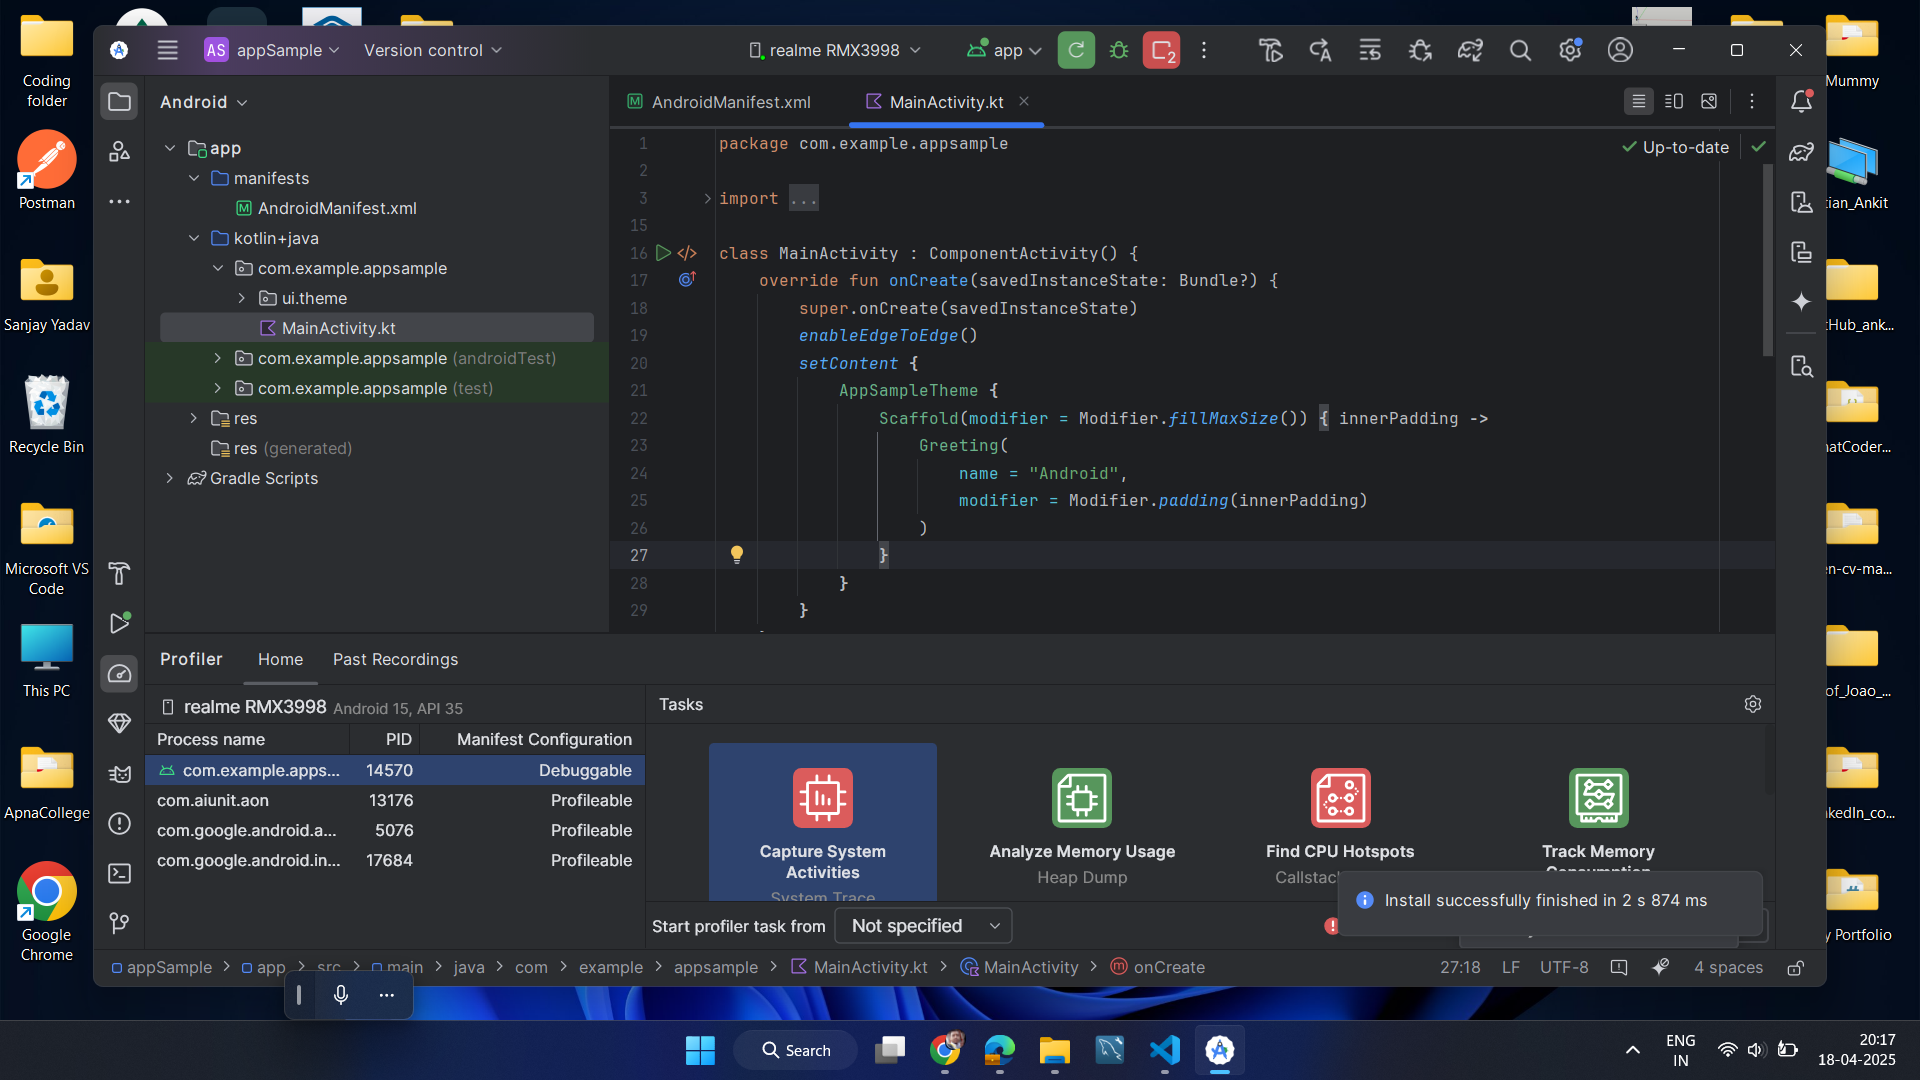 Coding
folder
Postman
Sanjay Yadav
Recycle Bin
Microsoft VS
Code
This PC
ApnaCollege
Google
Chrome
AS appSample
Version control
realme RMX3998
app
2
Android
app
manifests
AndroidManifest.xml
kotlin+java
com.example.appsample
ui.theme
MainActivity.kt
com.example.appsample (androidTest)
com.example.appsample (test)
res
res (generated)
Gradle Scripts
AndroidManifest.xml
MainActivity.kt
Up-to-date
1 package com.example.appsample
2
3 import ...
15
16 class MainActivity : ComponentActivity() {
17 override fun onCreate(savedInstanceState: Bundle?) {
18 super.onCreate(savedInstanceState)
19 enableEdgeToEdge()
20 setContent {
21 AppSampleTheme {
22 Scaffold(modifier = Modifier.fillMaxSize()) { innerPadding ->
23 Greeting(
24 name = "Android",
25 modifier = Modifier.padding(innerPadding)
26 )
27 }
28 }
29 }
Profiler Home Past Recordings
realme RMX3998 Android 15, API 35
Process name PID Manifest Configuration
com.example.apps... 14570 Debuggable
com.aiunit.aon 13176 Profileable
com.google.android.a... 5076 Profileable
com.google.android.in... 17684 Profileable
Tasks
Capture System
Activities
System Trace
Analyze Memory Usage
Heap Dump
Find CPU Hotspots
Track Memory
Install successfully finished in 2 s 874 ms
Start profiler task from Not specified
appSample > app > src > main > java > com > example > appsample > MainActivity.kt > MainActivity > onCreate
27:18 LF UTF-8 4 spaces
Mummy
tian_Ankit
tHub_ank...
natCoder...
en-cv-ma...
of_Joao_...
nkedIn_co...
y Portfolio
Search
ENG
IN
20:17
18-04-2025